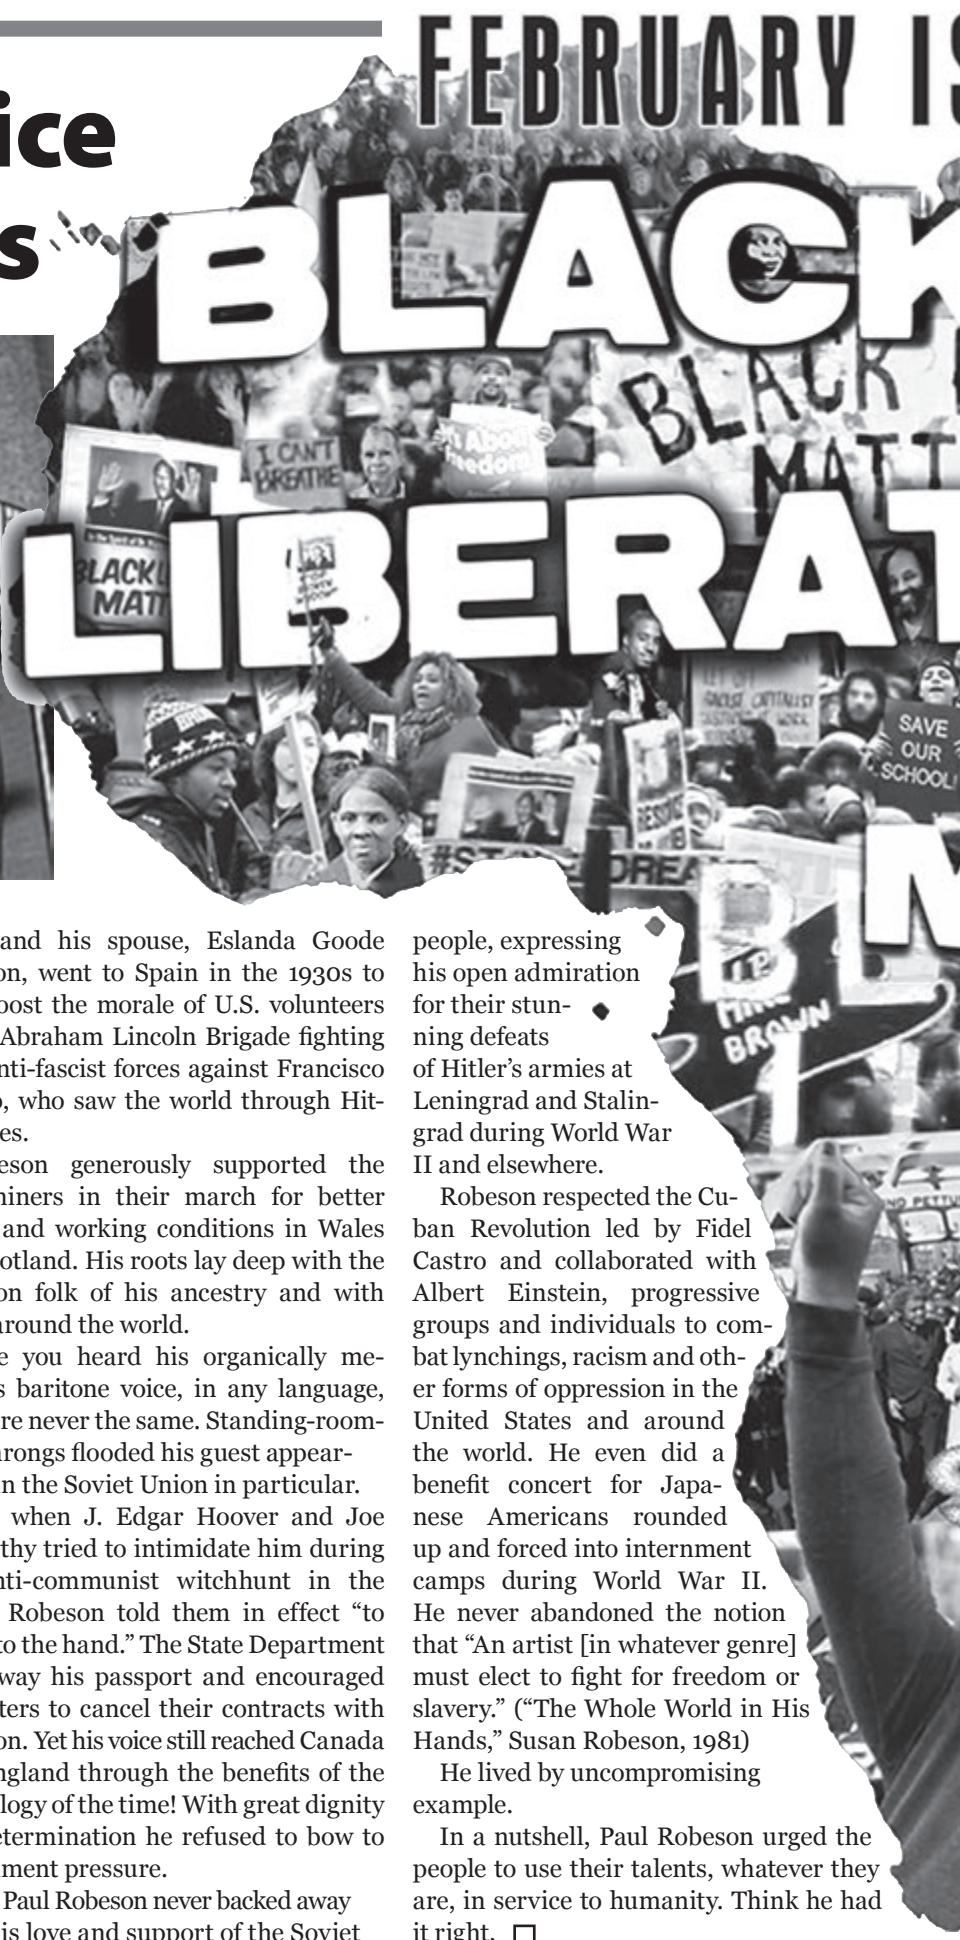 ice
s
FEBRUARY IS
BLACK
LIBERAT
M
BLACK
MATT
I CAN'T
BREATHE
It's About
Freedom
BLACK L
MATT
SAVE
OUR
SCHOOL!
DREA
BROWN
and his spouse, Eslanda Goode
on, went to Spain in the 1930s to
oost the morale of U.S. volunteers
Abraham Lincoln Brigade fighting
nti-fascist forces against Francisco
o, who saw the world through Hit-
es.
eson generously supported the
niners in their march for better
and working conditions in Wales
otland. His roots lay deep with the
on folk of his ancestry and with
around the world.
e you heard his organically me-
s baritone voice, in any language,
re never the same. Standing-room-
hrongs flooded his guest appear-
in the Soviet Union in particular.
when J. Edgar Hoover and Joe
thy tried to intimidate him during
nti-communist witchhunt in the
Robeson told them in effect “to
to the hand.” The State Department
way his passport and encouraged
ters to cancel their contracts with
on. Yet his voice still reached Canada
ngland through the benefits of the
logy of the time! With great dignity
etermination he refused to bow to
nment pressure.
Paul Robeson never backed away
is love and support of the Soviet
people, expressing
his open admiration
for their stun-
ning defeats
of Hitler’s armies at
Leningrad and Stalin-
grad during World War
II and elsewhere.
Robeson respected the Cu-
ban Revolution led by Fidel
Castro and collaborated with
Albert Einstein, progressive
groups and individuals to com-
bat lynchings, racism and oth-
er forms of oppression in the
United States and around
the world. He even did a
benefit concert for Japa-
nese Americans rounded
up and forced into internment
camps during World War II.
He never abandoned the notion
that “An artist [in whatever genre]
must elect to fight for freedom or
slavery.” (“The Whole World in His
Hands,” Susan Robeson, 1981)
He lived by uncompromising
example.
In a nutshell, Paul Robeson urged the
people to use their talents, whatever they
are, in service to humanity. Think he had
it right.